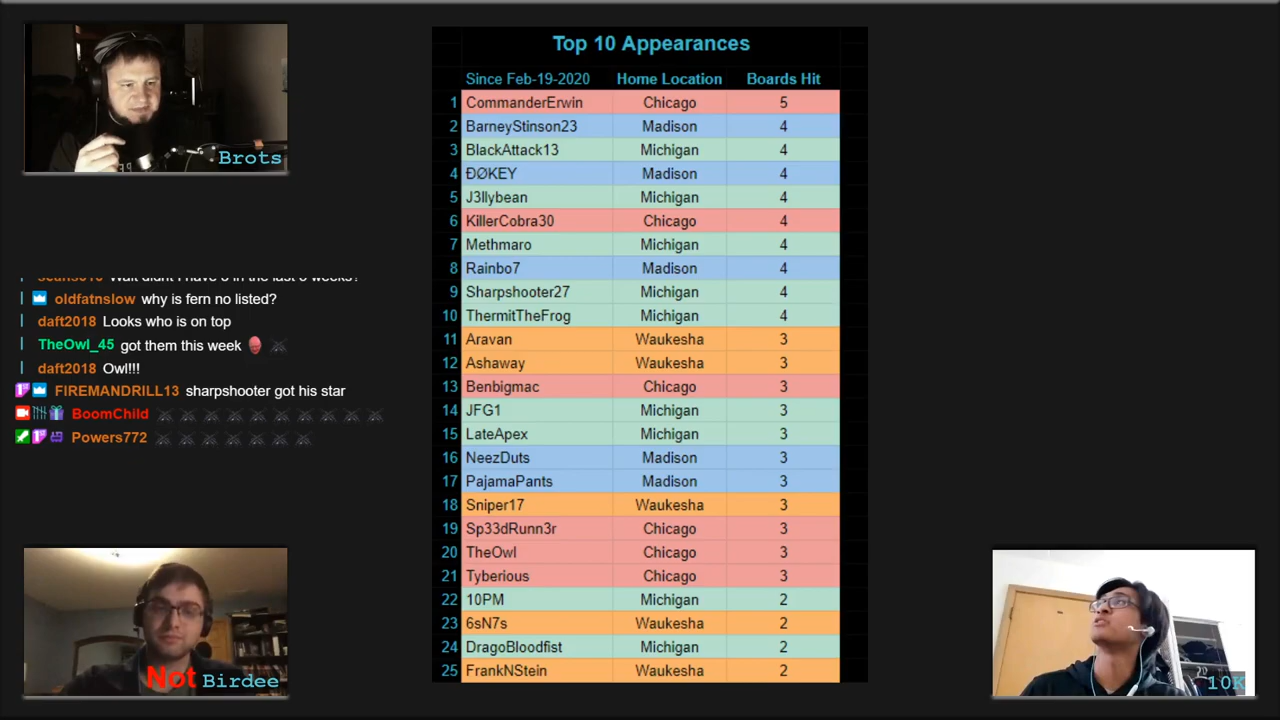 Top 10 Appearances
Since Feb-19-2020 Home Location Boards Hit
1 CommanderErwin Chicago 5
2 BarneyStinson23 Madison 4
3 BlackAttack13 Michigan 4
4 ÐØKEY Madison 4
5 J3llybean Michigan 4
6 KillerCobra30 Chicago 4
7 Methmaro Michigan 4
8 Rainbo7 Madison 4
9 Sharpshooter27 Michigan 4
10 ThermitTheFrog Michigan 4
11 Aravan Waukesha 3
12 Ashaway Waukesha 3
13 Benbigmac Chicago 3
14 JFG1 Michigan 3
15 LateApex Michigan 3
16 NeezDuts Madison 3
17 PajamaPants Madison 3
18 Sniper17 Waukesha 3
19 Sp33dRunn3r Chicago 3
20 TheOwl Chicago 3
21 Tyberious Chicago 3
22 10PM Michigan 2
23 6sN7s Waukesha 2
24 DragoBloodfist Michigan 2
25 FrankNStein Waukesha 2
Brots
oldfatnslow why is fern no listed?
daft2018 Looks who is on top
TheOwl_45 got them this week
daft2018 Owl!!!
FIREMANDRILL13 sharpshooter got his star
BoomChild
Powers772
Not Birdee
10K